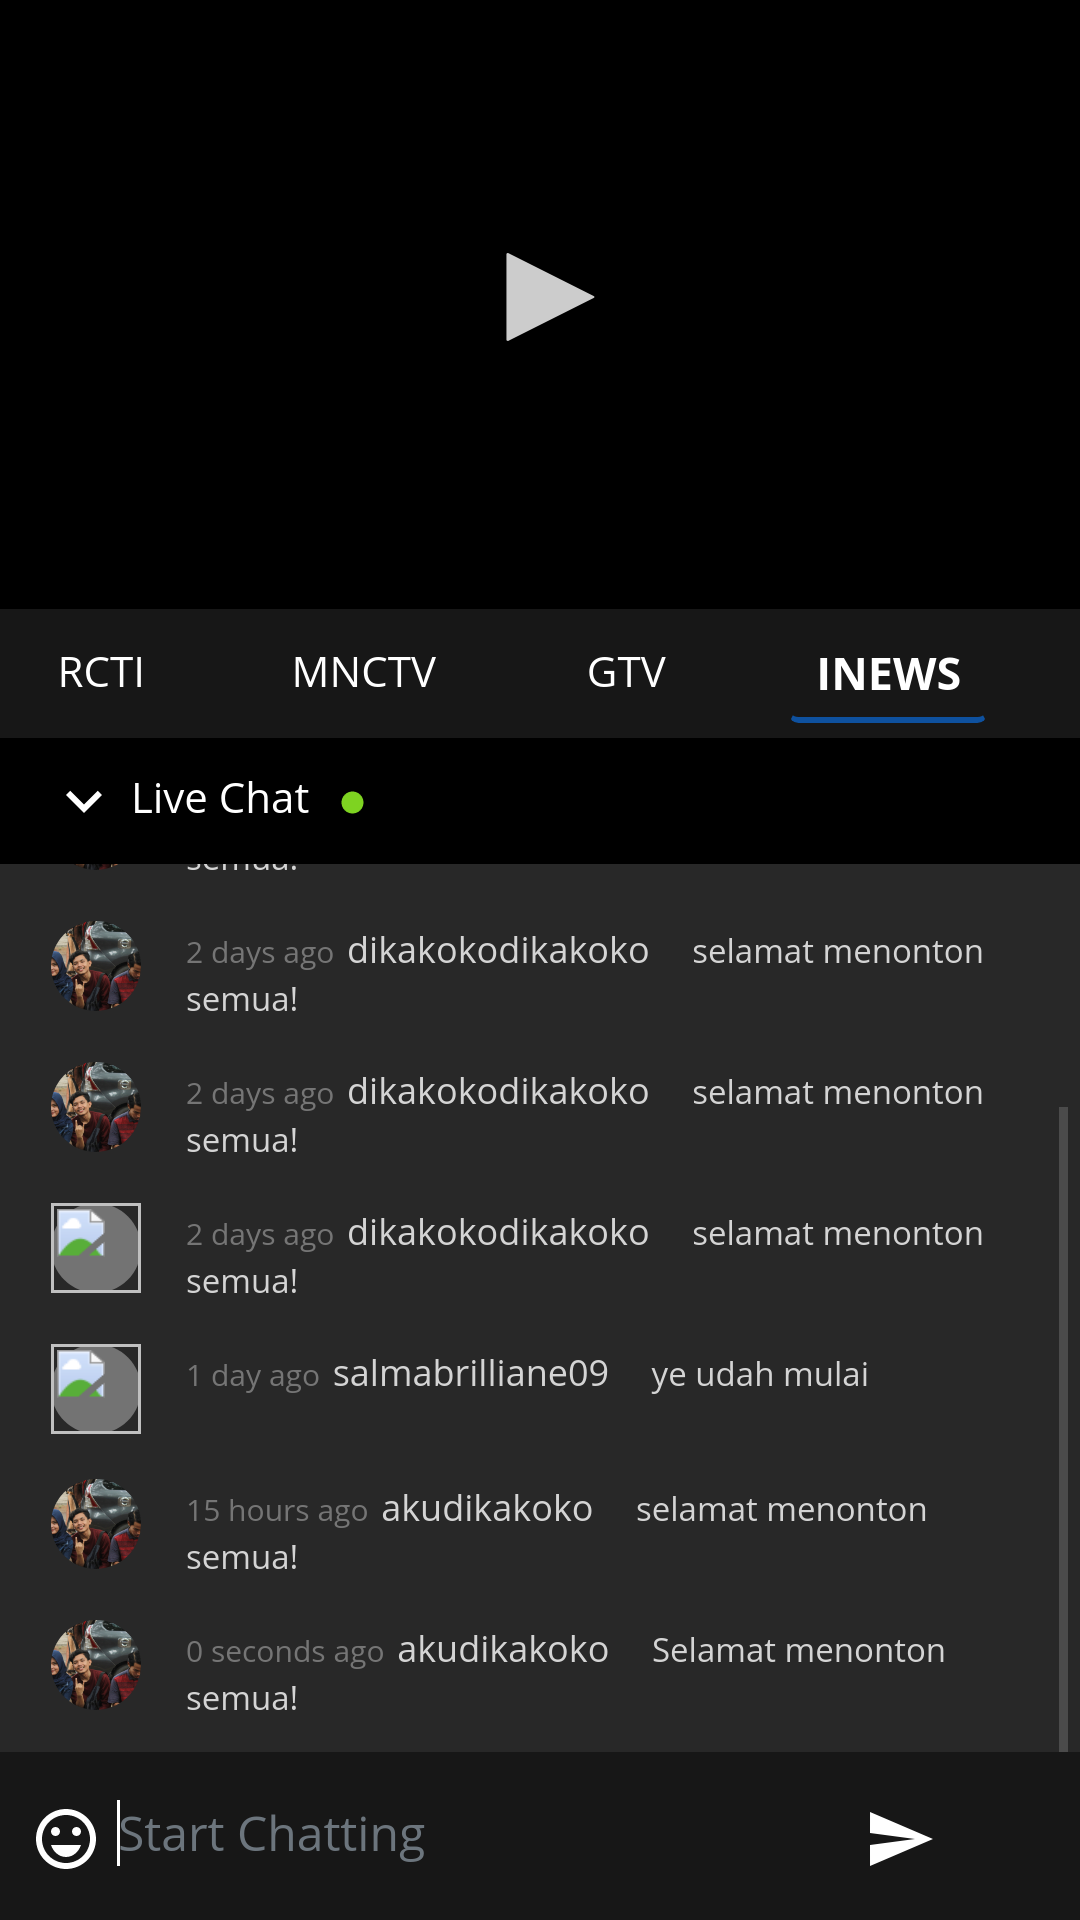 RCTI MNCTV GTV INEWS
Live Chat
semua!
2 days ago dikakokodikakoko selamat menonton
semua!
2 days ago dikakokodikakoko selamat menonton
semua!
2 days ago dikakokodikakoko selamat menonton
semua!
1 day ago salmabrilliane09 ye udah mulai
15 hours ago akudikakoko selamat menonton
semua!
0 seconds ago akudikakoko Selamat menonton
semua!
Start Chatting